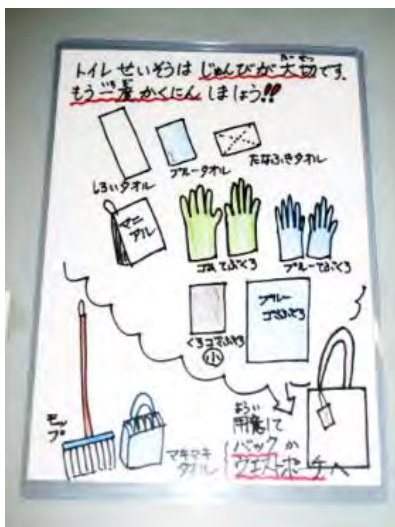 トイレ せいそうは じゅんびが 大切です。
もう一度 かくにん しましょう!!
しろいタオル
ブルータオル
たなふきタオル
マニュアル
ゴムてぶくろ
ブルーてぶくろ
くろゴミぶくろ
小
ブルー
ゴミぶくろ
モップ
マキマキ
タオル
用意して
バックか
ウエストポーチへ